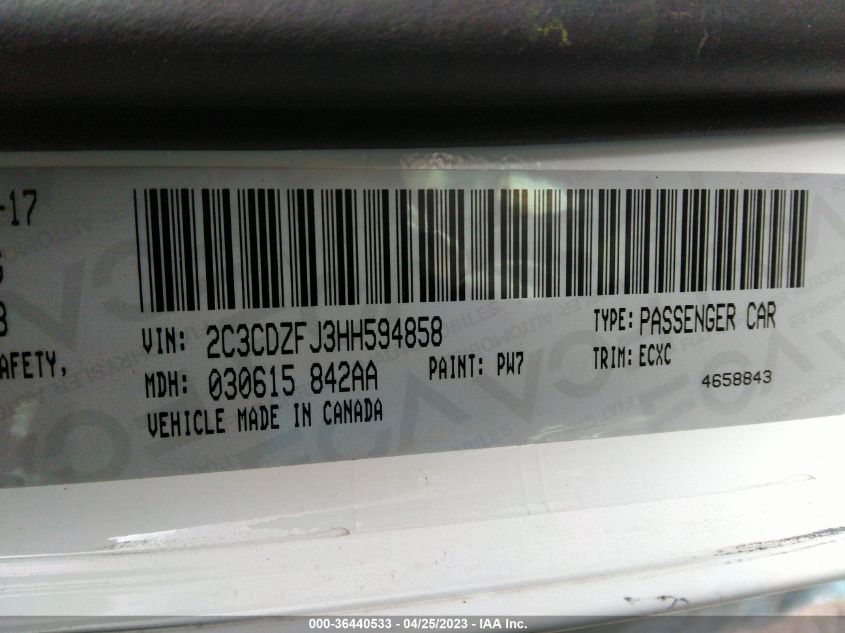 -17
VIN: 2C3CDZFJ3HH594858
TYPE: PASSENGER CAR
AFETY,
MDH: 030615 842AA
PAINT: PW7
TRIM: ECXC
4658843
VEHICLE MADE IN CANADA
000-36440533 - 04/25/2023 - IAA Inc.